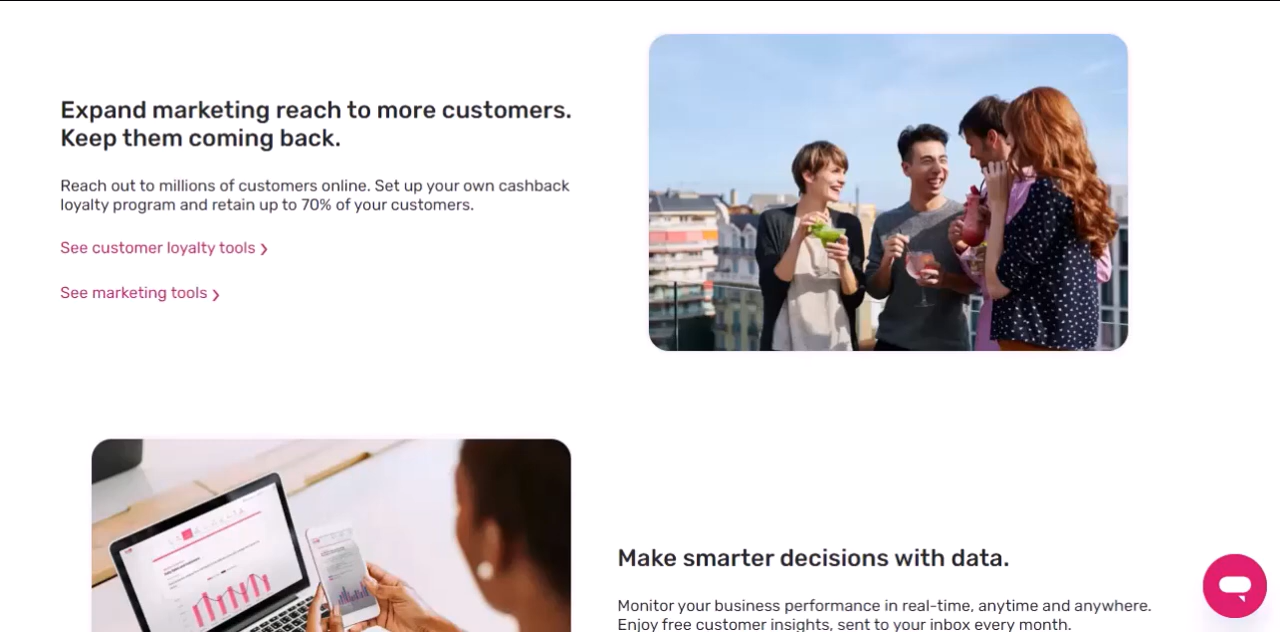 Expand marketing reach to more customers.
Keep them coming back.
Reach out to millions of customers online. Set up your own cashback
loyalty program and retain up to 70% of your customers.
See customer loyalty tools
See marketing tools
Make smarter decisions with data.
Monitor your business performance in real-time, anytime and anywhere.
Enjoy free customer insights, sent to your inbox every month.